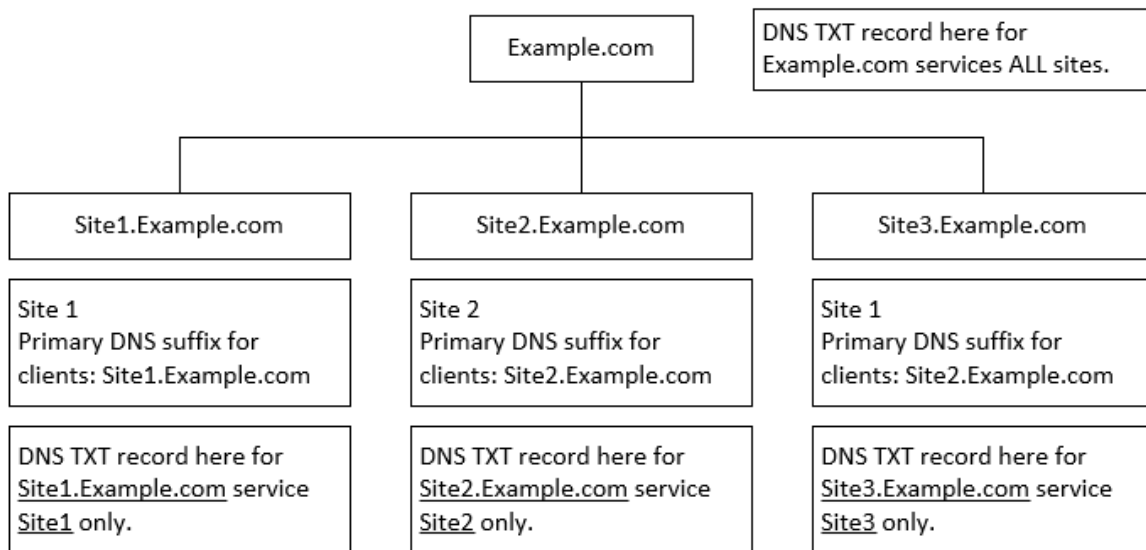 Example.com
DNS TXT record here for
Example.com services ALL sites.
Site1.Example.com
Site2.Example.com
Site3.Example.com
Site 1
Primary DNS suffix for
clients: Site1.Example.com
Site 2
Primary DNS suffix for
clients: Site2.Example.com
Site 1
Primary DNS suffix for
clients: Site2.Example.com
DNS TXT record here for
Site1.Example.com service
Site1 only.
DNS TXT record here for
Site2.Example.com service
Site2 only.
DNS TXT record here for
Site3.Example.com service
Site3 only.